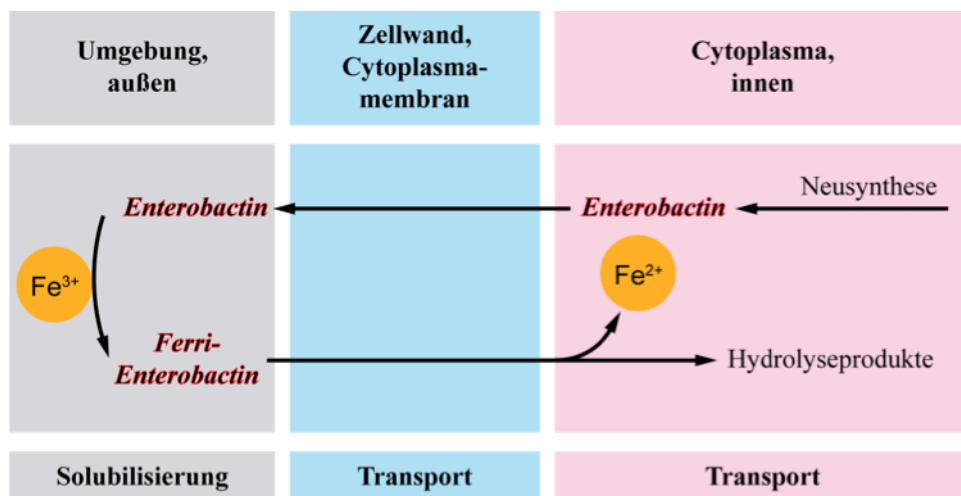 Umgebung,
außen
Zellwand,
Cytoplasma-
membran
Cytoplasma,
innen
Neusynthese
Enterobactin
Enterobactin
Fe³⁺
Fe²⁺
Ferri-
Enterobactin
Hydrolyseprodukte
Solubilisierung
Transport
Transport